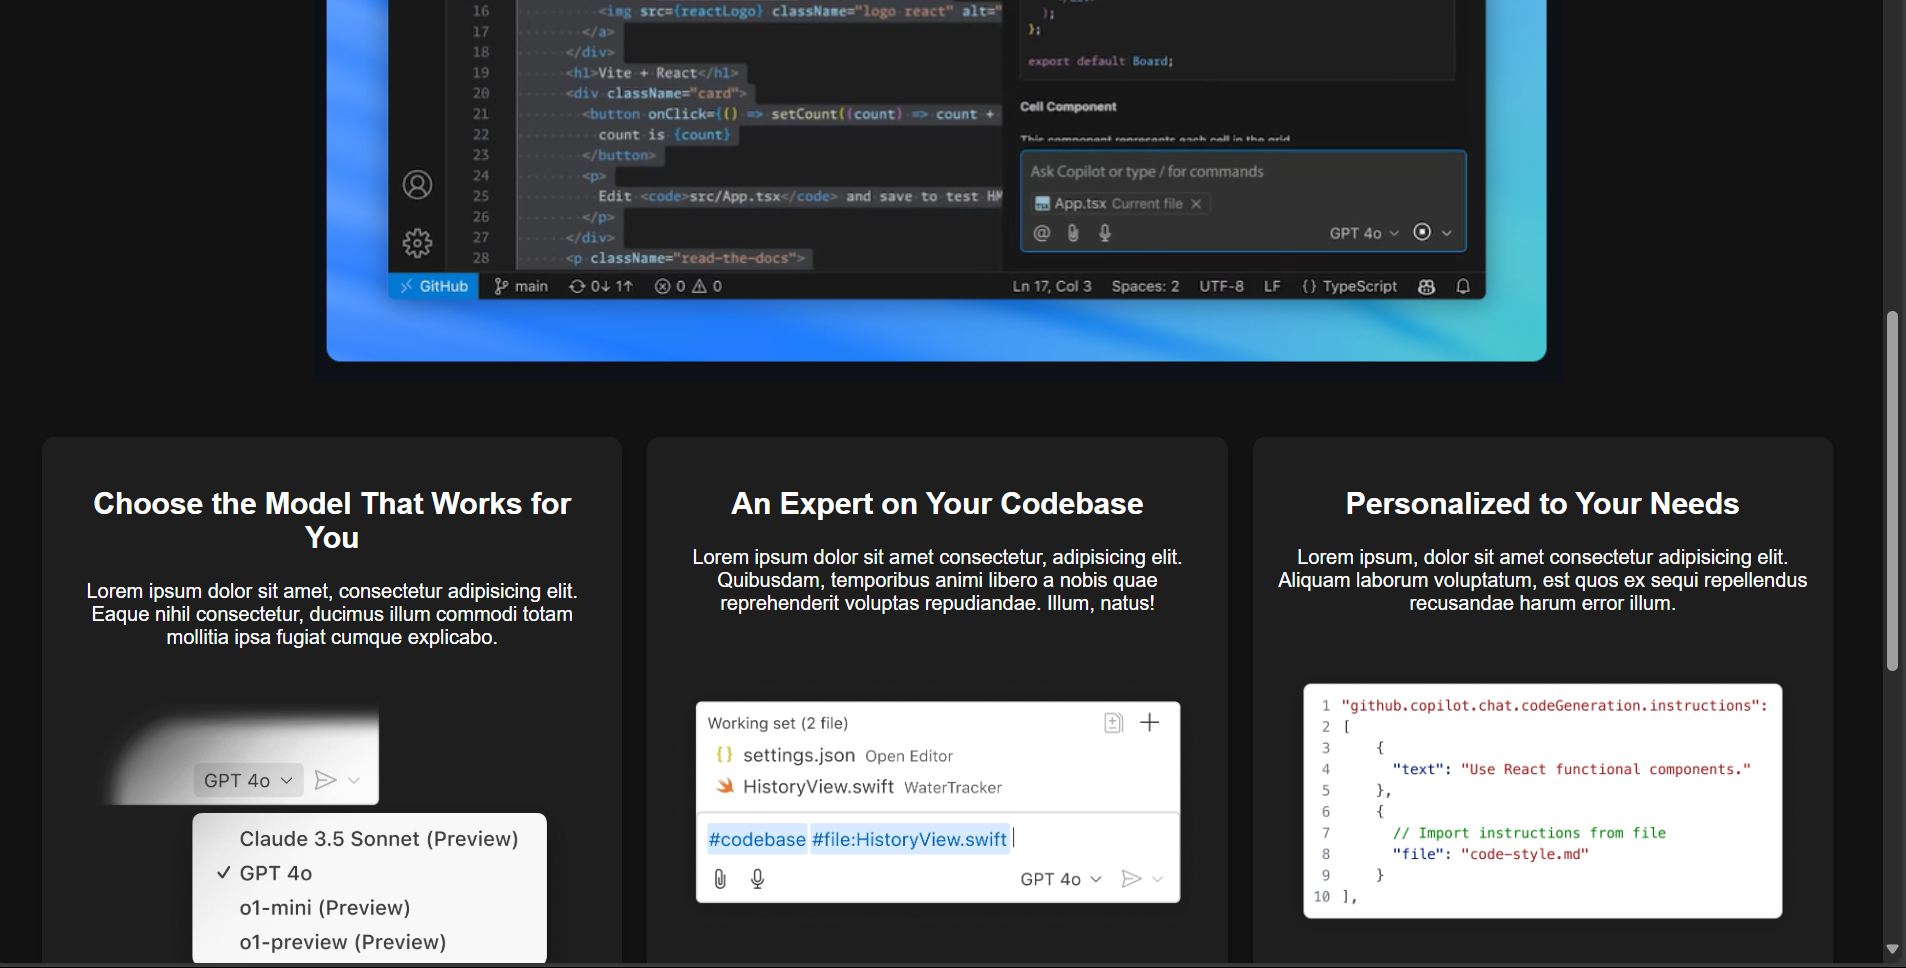 16 <img src={reactLogo} className="logo react" alt="
17 </a>
18 </div>
19 <h1>Vite + React</h1>
20 <div className="card">
21 <button onClick={() => setCount((count) => count +
22 count is {count}
23 </button>
24 <p>
25 Edit <code>src/App.tsx</code> and save to test HM
26 </p>
27 </div>
28 <p className="read-the-docs">
);
};
export default Board;
Cell Component
This component represents each cell in the grid
Ask Copilot or type / for commands
App.tsx Current file
@ GPT 4o
GitHub main 0↓ 1↑ 0 0 Ln 17, Col 3 Spaces: 2 UTF-8 LF {} TypeScript
Choose the Model That Works for
You
Lorem ipsum dolor sit amet, consectetur adipisicing elit.
Eaque nihil consectetur, ducimus illum commodi totam
mollitia ipsa fugiat cumque explicabo.
GPT 4o
Claude 3.5 Sonnet (Preview)
✓ GPT 4o
o1-mini (Preview)
o1-preview (Preview)
An Expert on Your Codebase
Lorem ipsum dolor sit amet consectetur, adipisicing elit.
Quibusdam, temporibus animi libero a nobis quae
reprehenderit voluptas repudiandae. Illum, natus!
Working set (2 file)
{} settings.json Open Editor
HistoryView.swift WaterTracker
#codebase #file:HistoryView.swift
GPT 4o
Personalized to Your Needs
Lorem ipsum, dolor sit amet consectetur adipisicing elit.
Aliquam laborum voluptatum, est quos ex sequi repellendus
recusandae harum error illum.
1 "github.copilot.chat.codeGeneration.instructions":
2 [
3 {
4 "text": "Use React functional components."
5 },
6 {
7 // Import instructions from file
8 "file": "code-style.md"
9 }
10 ],